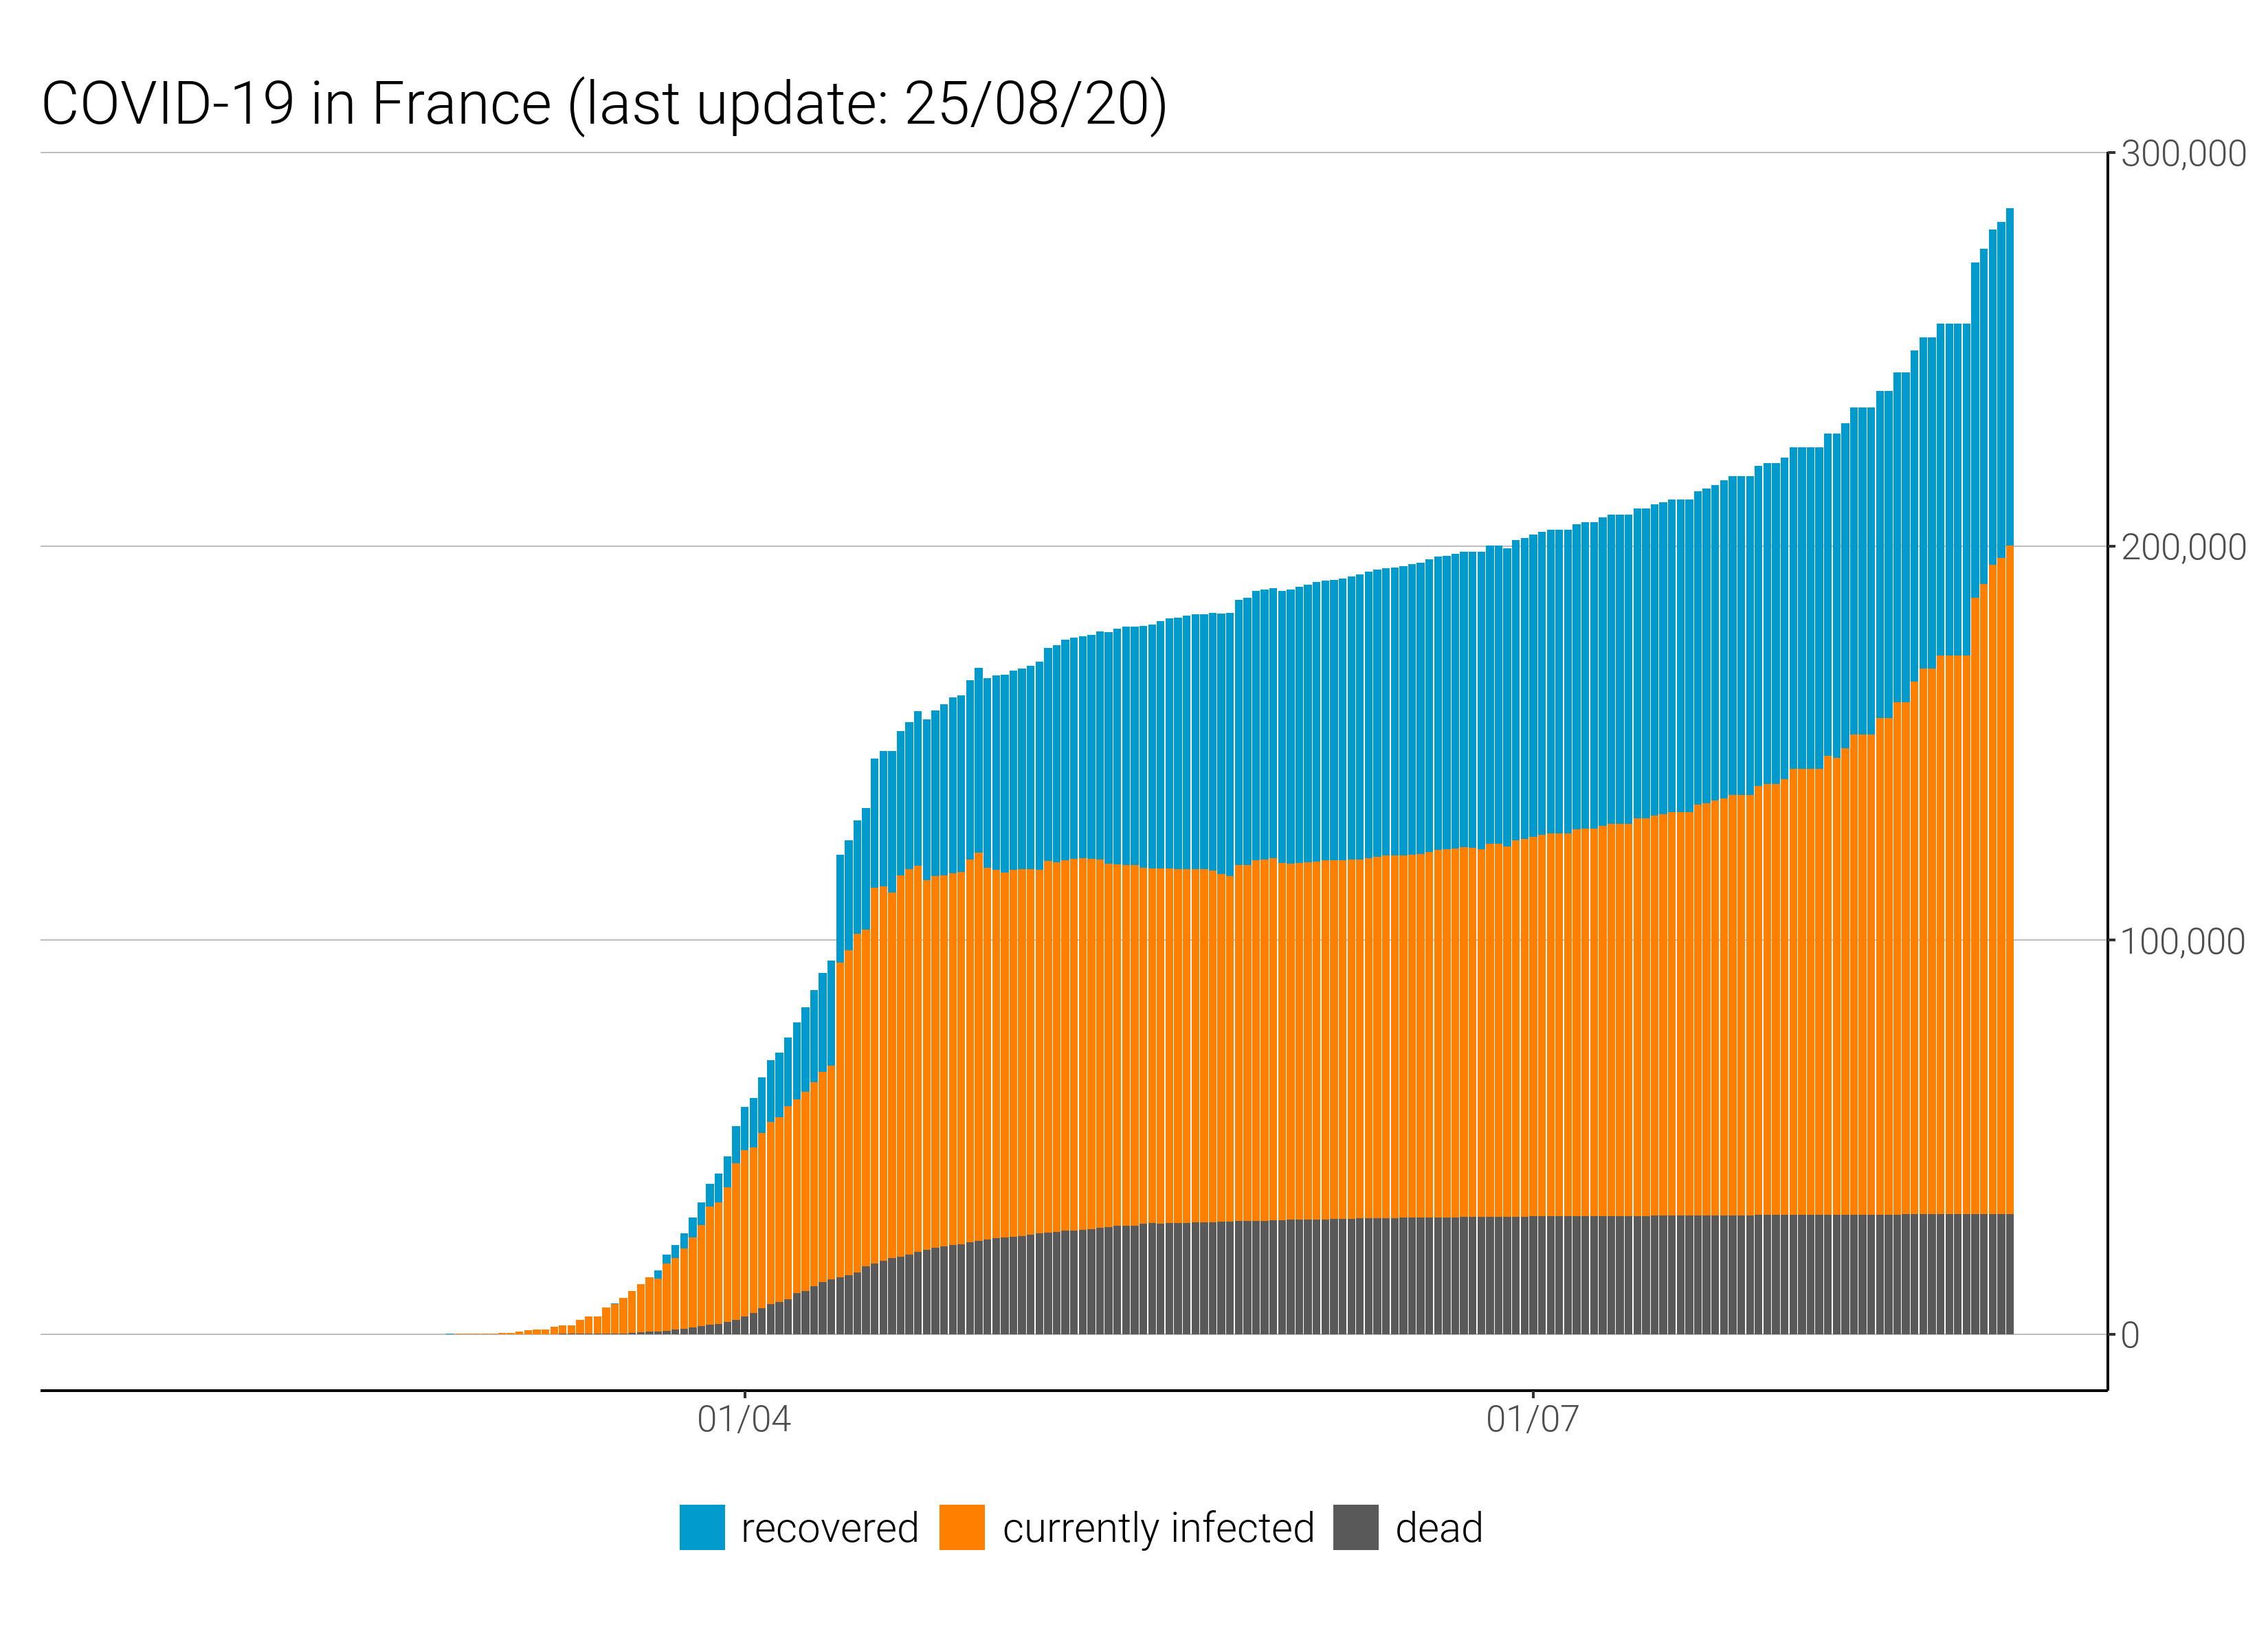 COVID-19 in France (last update: 25/08/20)
300,000
200,000
100,000
0
01/04 01/07
recovered currently infected dead